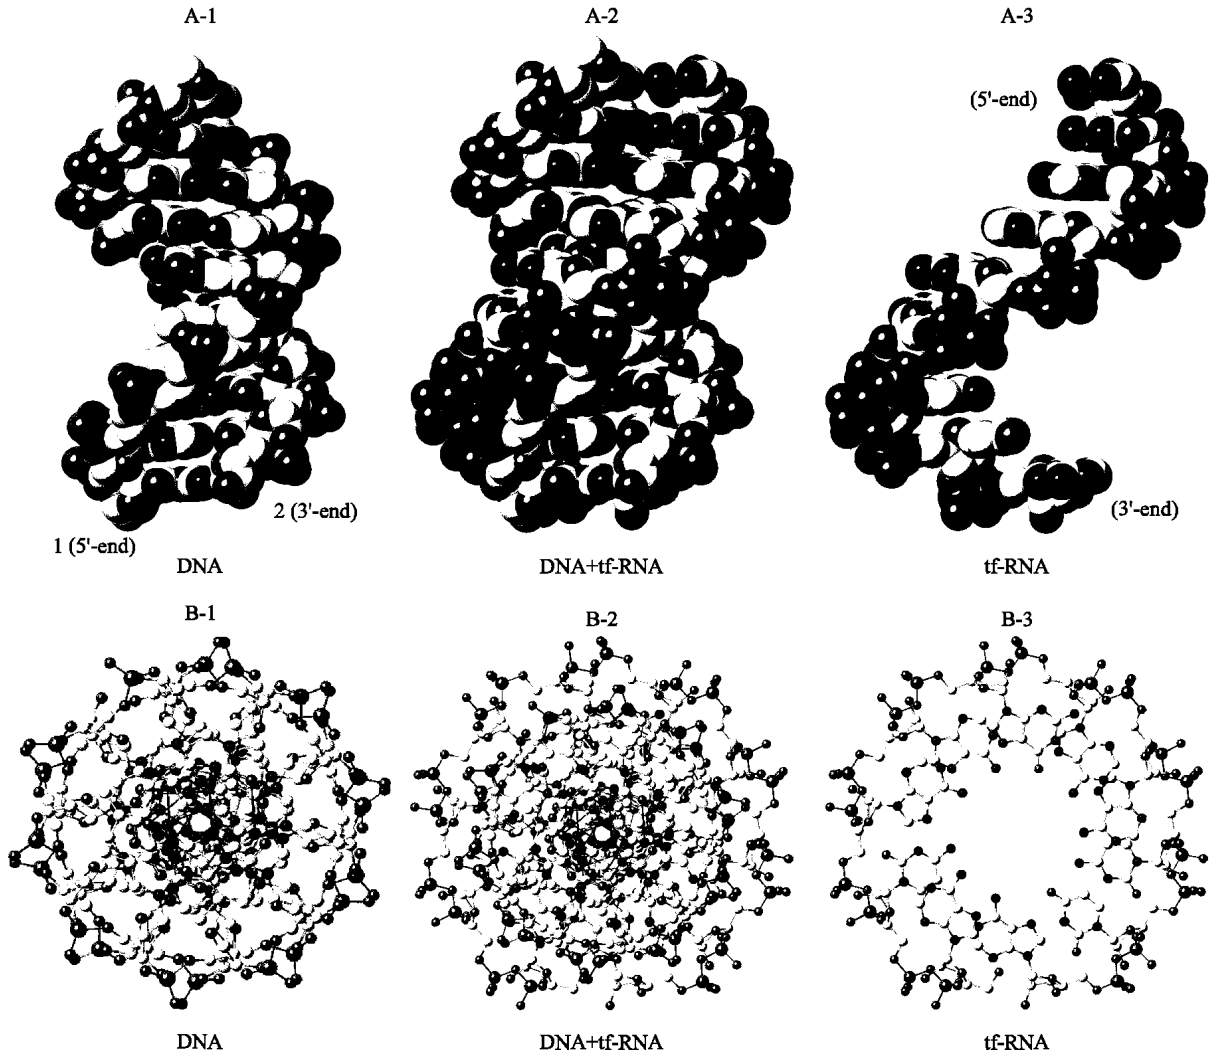 A-1 A-2 A-3
(5'-end)
2 (3'-end) (3'-end)
1 (5'-end)
DNA DNA+tf-RNA tf-RNA
B-1 B-2 B-3
DNA DNA+tf-RNA tf-RNA